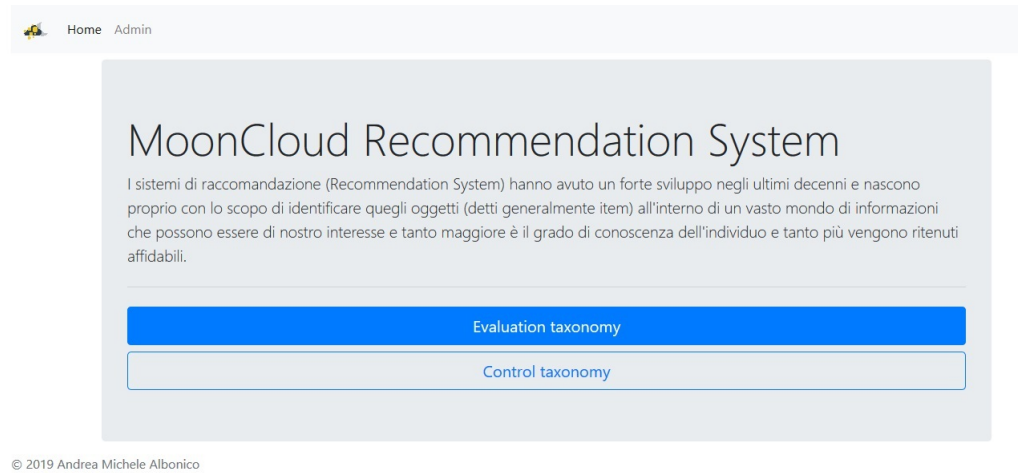 Home Admin
MoonCloud Recommendation System
I sistemi di raccomandazione (Recommendation System) hanno avuto un forte sviluppo negli ultimi decenni e nascono
proprio con lo scopo di identificare quegli oggetti (detti generalmente item) all'interno di un vasto mondo di informazioni
che possono essere di nostro interesse e tanto maggiore è il grado di conoscenza dell'individuo e tanto più vengono ritenuti
affidabili.
Evaluation taxonomy
Control taxonomy
© 2019 Andrea Michele Albonico